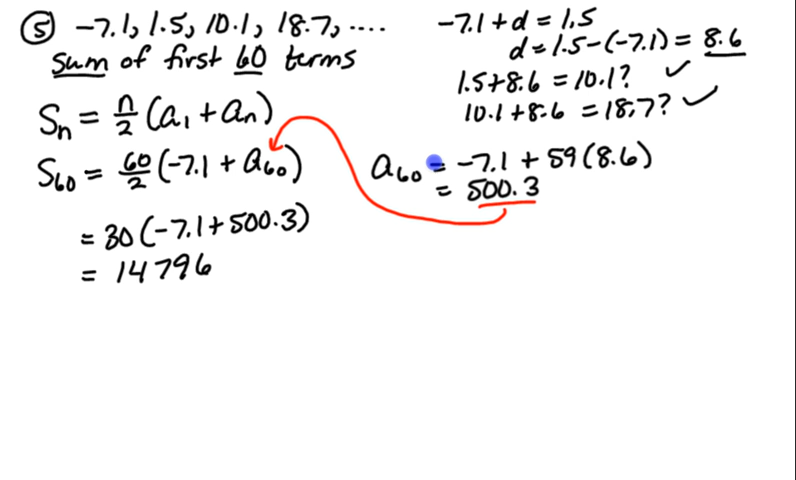 ⑤ -7.1, 1.5, 10.1, 18.7, ....
Sum of first 60 terms
Sn = n/2 (a1 + an)
S60 = 60/2 (-7.1 + a60)
= 30 (-7.1 + 500.3)
= 14796
-7.1 + d = 1.5
d = 1.5 - (-7.1) = 8.6
1.5 + 8.6 = 10.1? ✓
10.1 + 8.6 = 18.7? ✓
a60 = -7.1 + 59 (8.6)
= 500.3